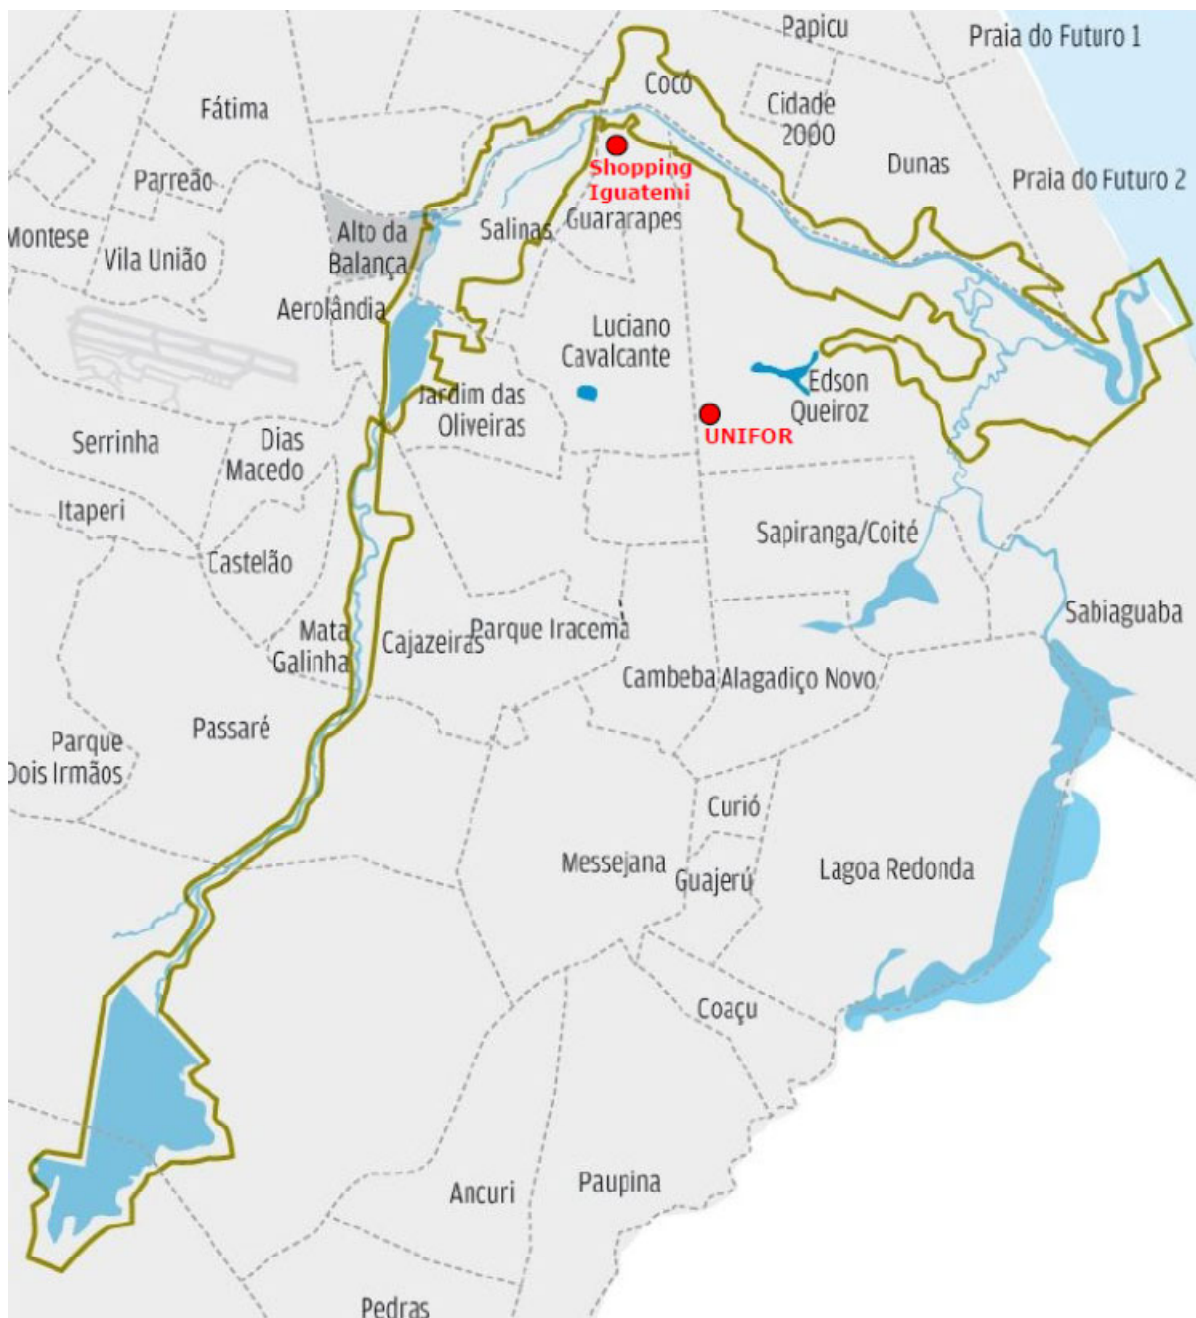 Papicu
Praia do Futuro 1
Cocó
Fátima
Cidade
2000
Dunas
Shopping
Iguatemi
Parreão
Praia do Futuro 2
Guararapes
Salinas
Montese
Alto da
Balança
Vila União
Aerolândia
Luciano
Cavalcante
Edson
Queiroz
Jardim das
Oliveiras
UNIFOR
Serrinha
Dias
Macedo
Itaperi
Sapiranga/Coité
Castelão
Sabiaguaba
Mata
Galinha
Cajazeiras
Parque Iracema
Cambeba
Alagadiço Novo
Passaré
Parque
Dois Irmãos
Curió
Messejana
Guajerú
Lagoa Redonda
Coaçu
Ancuri
Paupina
Pedras